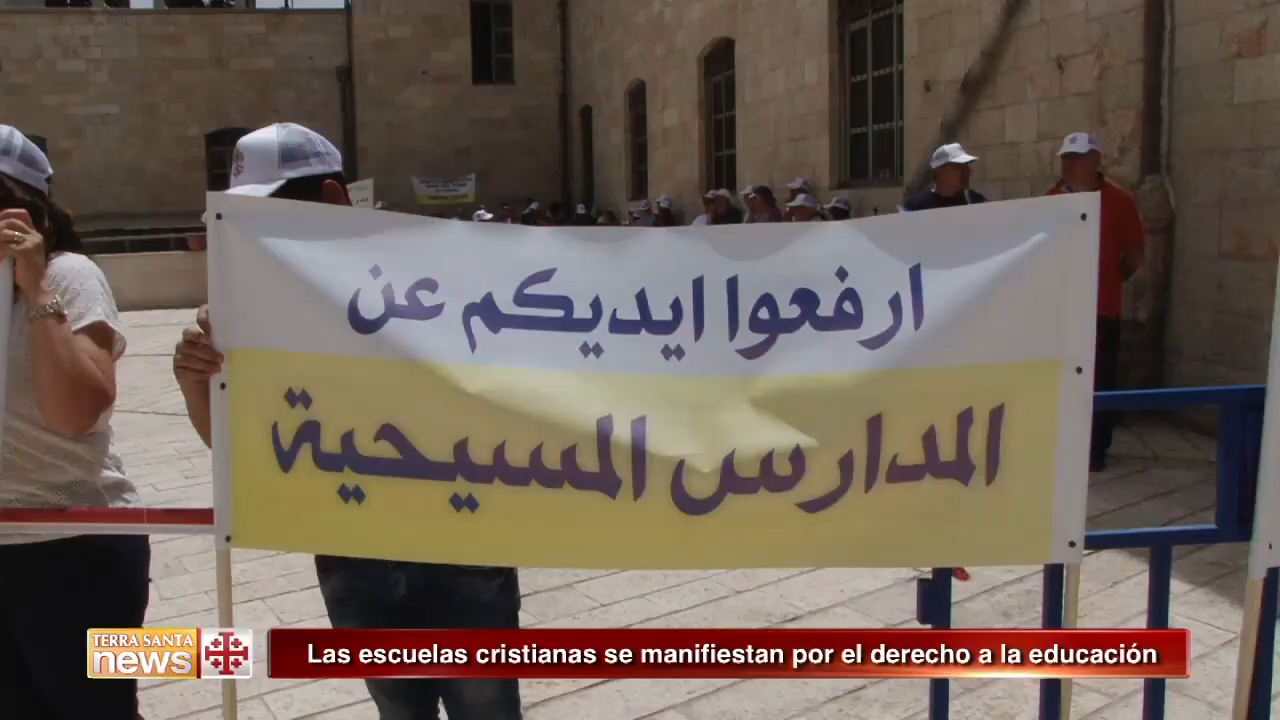 ارفعوا ايديكم عن
المدارس المسيحية
TERRA SANTA
news
Las escuelas cristianas se manifiestan por el derecho a la educación